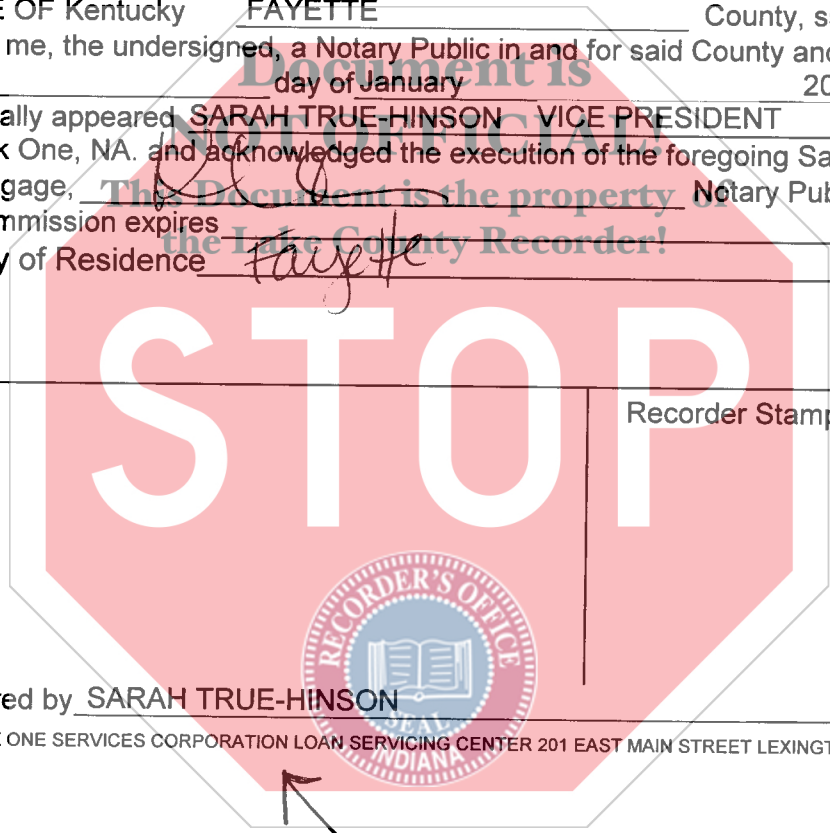 E OF Kentucky FAYETTE County, s
me, the undersigned, a Notary Public in and for said County and
Document is
day of January 20
NOT OFFICIAL!
ally appeared SARAH TRUE-HINSON VICE PRESIDENT
k One, NA. and acknowledged the execution of the foregoing Sa
gage, Notary Pub
This Document is the property of
mmission expires
the Lake County Recorder!
y of Residence Fayette
STOP
Recorder Stamp
RECORDER'S OFFICE
SEAL
INDIANA
ed by SARAH TRUE-HINSON
ONE SERVICES CORPORATION LOAN SERVICING CENTER 201 EAST MAIN STREET LEXINGT